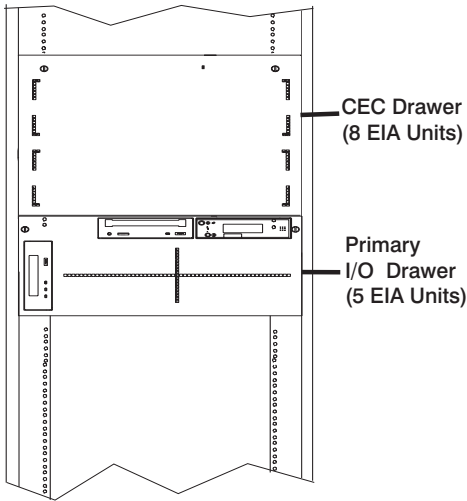 CEC Drawer
(8 EIA Units)
Primary
I/O Drawer
(5 EIA Units)